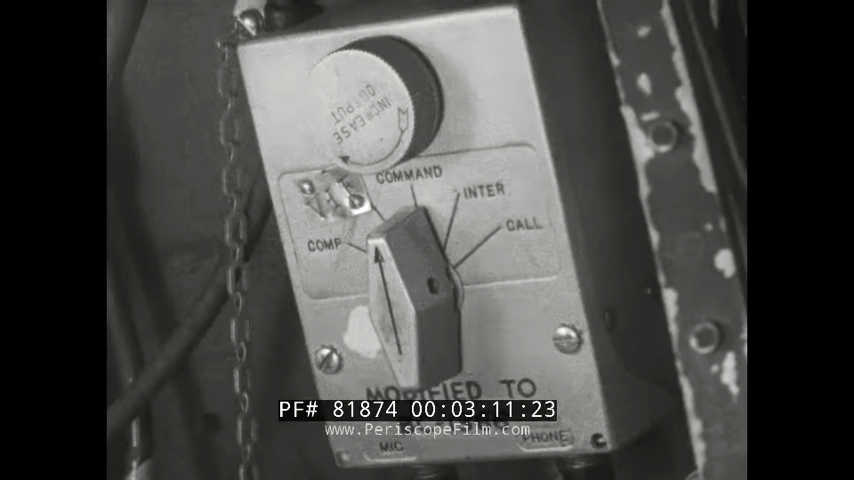 INCREASE
OUTPUT
COMMAND
INTER
CALL
COMP
MODIFIED TO
PF# 81874 00:03:11:23
www.PeriscopeFilm.com
MIC
PHONE